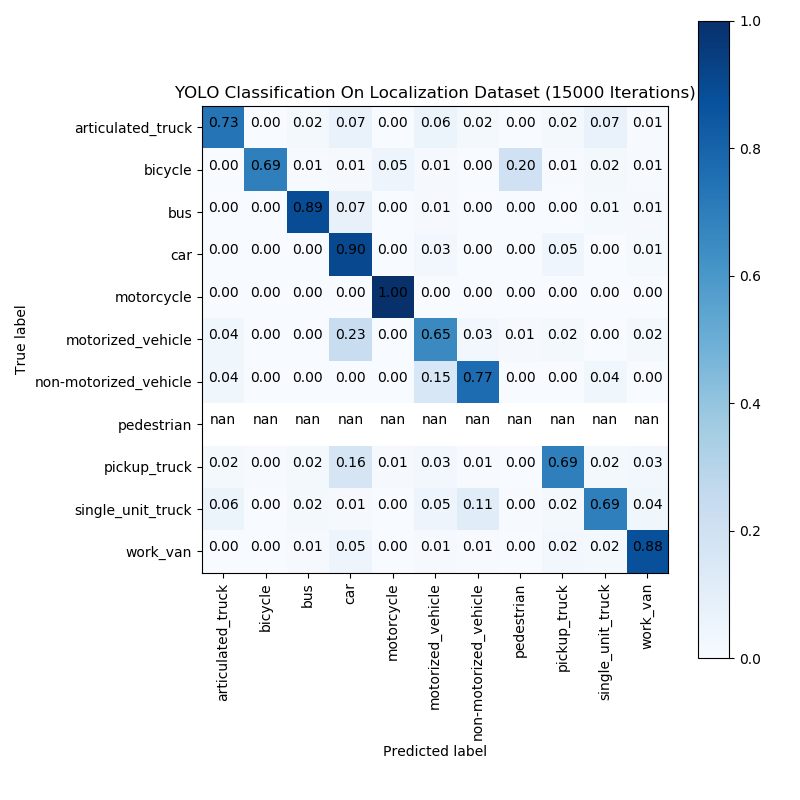 YOLO Classification On Localization Dataset (15000 Iterations)
1.0
0.8
0.6
0.4
0.2
0.0
True label
articulated_truck 0.73 0.00 0.02 0.07 0.00 0.06 0.02 0.00 0.02 0.07 0.01
bicycle 0.00 0.69 0.01 0.01 0.05 0.01 0.00 0.20 0.01 0.02 0.01
bus 0.00 0.00 0.89 0.07 0.00 0.01 0.00 0.00 0.00 0.01 0.01
car 0.00 0.00 0.00 0.90 0.00 0.03 0.00 0.00 0.05 0.00 0.01
motorcycle 0.00 0.00 0.00 0.00 1.00 0.00 0.00 0.00 0.00 0.00 0.00
motorized_vehicle 0.04 0.00 0.00 0.23 0.00 0.65 0.03 0.01 0.02 0.00 0.02
non-motorized_vehicle 0.04 0.00 0.00 0.00 0.00 0.15 0.77 0.00 0.00 0.04 0.00
pedestrian nan nan nan nan nan nan nan nan nan nan nan
pickup_truck 0.02 0.00 0.02 0.16 0.01 0.03 0.01 0.00 0.69 0.02 0.03
single_unit_truck 0.06 0.00 0.02 0.01 0.00 0.05 0.11 0.00 0.02 0.69 0.04
work_van 0.00 0.00 0.01 0.05 0.00 0.01 0.01 0.00 0.02 0.02 0.88
articulated_truck
bicycle
bus
car
motorcycle
motorized_vehicle
non-motorized_vehicle
pedestrian
pickup_truck
single_unit_truck
work_van
Predicted label